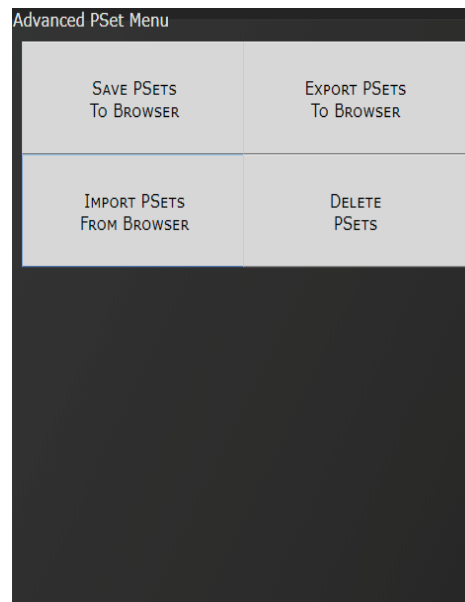 Advanced PSet Menu
Save PSets
To Browser
Export PSets
To Browser
Import PSets
From Browser
Delete
PSets